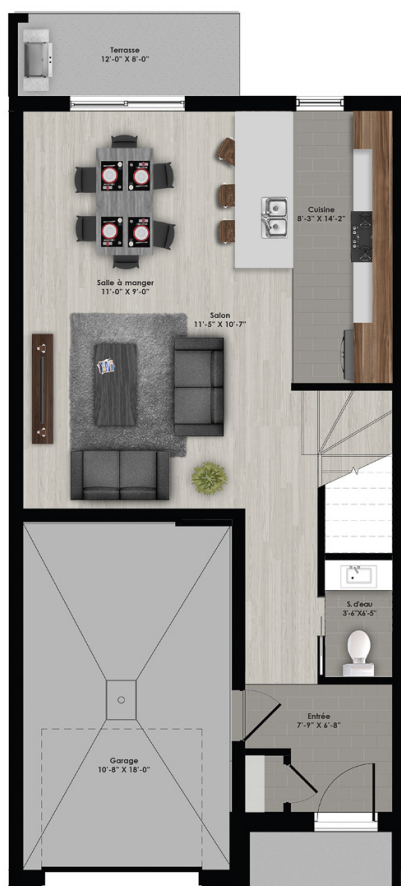 Terrasse
12'-0" X 8'-0"
Cuisine
8'-3" X 14'-2"
Salle à manger
11'-0" X 9'-0"
Salon
11'-5" X 10'-7"
S. d'eau
3'-6"X6'-5"
Entrée
7'-9" X 6'-8"
Garage
10'-8" X 18'-0"